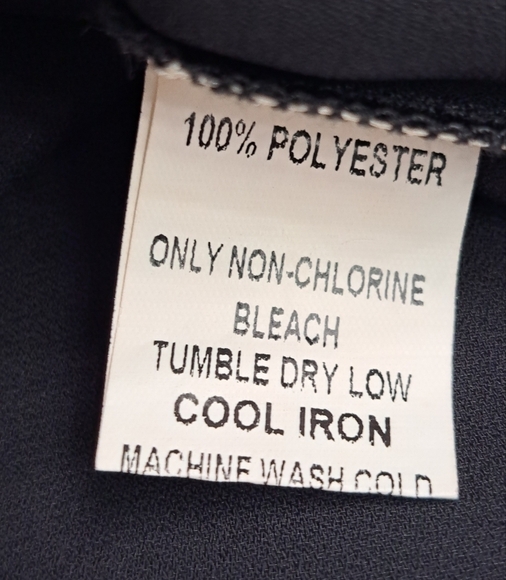 100% POLYESTER
ONLY NON-CHLORINE
BLEACH
TUMBLE DRY LOW
COOL IRON
MACHINE WASH COLD